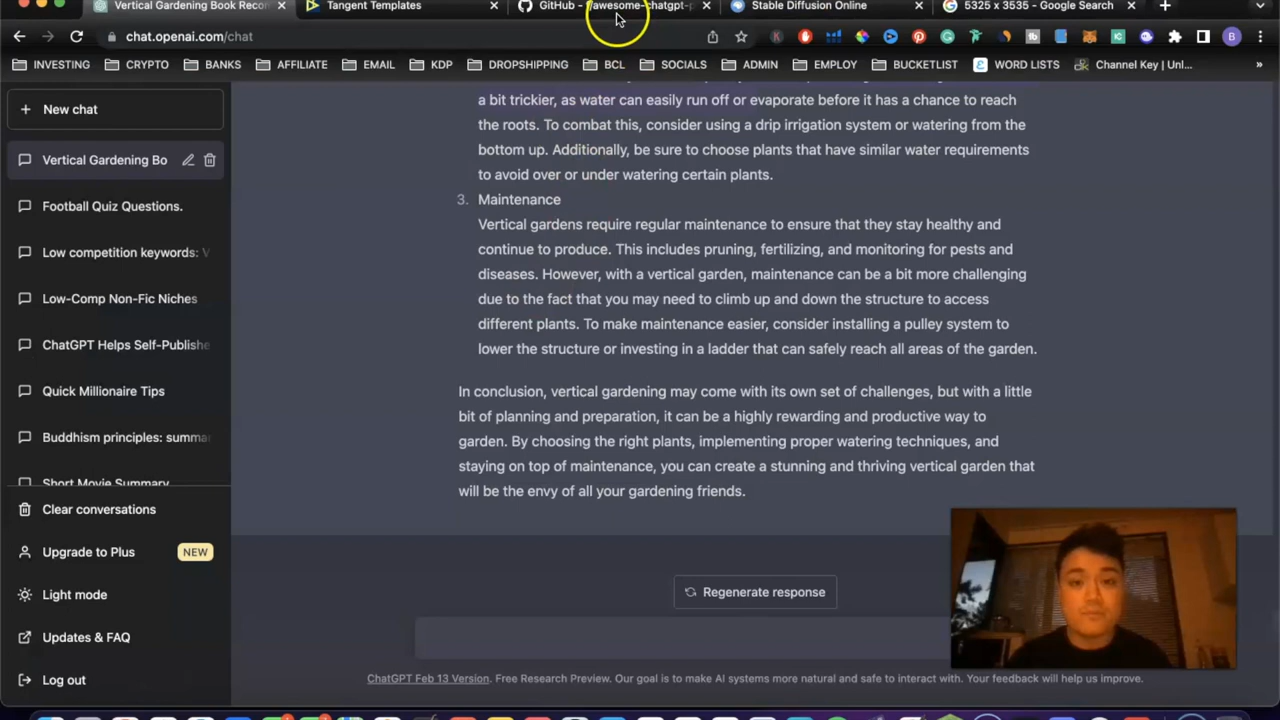 Vertical Gardening Book Recor
Tangent Templates
GitHub - awesome-chatgpt-p
Stable Diffusion Online
5325 x 3535 - Google Search
chat.openai.com/chat
INVESTING
CRYPTO
BANKS
AFFILIATE
EMAIL
KDP
DROPSHIPPING
BCL
SOCIALS
ADMIN
EMPLOY
BUCKETLIST
WORD LISTS
Channel Key | Unl...
New chat
Vertical Gardening Bo
Football Quiz Questions.
Low competition keywords: V
Low-Comp Non-Fic Niches
ChatGPT Helps Self-Publishe
Quick Millionaire Tips
Buddhism principles: summar
Short Movie Summary
Clear conversations
Upgrade to Plus
NEW
Light mode
Updates & FAQ
Log out
a bit trickier, as water can easily run off or evaporate before it has a chance to reach
the roots. To combat this, consider using a drip irrigation system or watering from the
bottom up. Additionally, be sure to choose plants that have similar water requirements
to avoid over or under watering certain plants.
3. Maintenance
Vertical gardens require regular maintenance to ensure that they stay healthy and
continue to produce. This includes pruning, fertilizing, and monitoring for pests and
diseases. However, with a vertical garden, maintenance can be a bit more challenging
due to the fact that you may need to climb up and down the structure to access
different plants. To make maintenance easier, consider installing a pulley system to
lower the structure or investing in a ladder that can safely reach all areas of the garden.
In conclusion, vertical gardening may come with its own set of challenges, but with a little
bit of planning and preparation, it can be a highly rewarding and productive way to
garden. By choosing the right plants, implementing proper watering techniques, and
staying on top of maintenance, you can create a stunning and thriving vertical garden that
will be the envy of all your gardening friends.
Regenerate response
ChatGPT Feb 13 Version. Free Research Preview. Our goal is to make AI systems more natural and safe to interact with. Your feedback will help us improve.